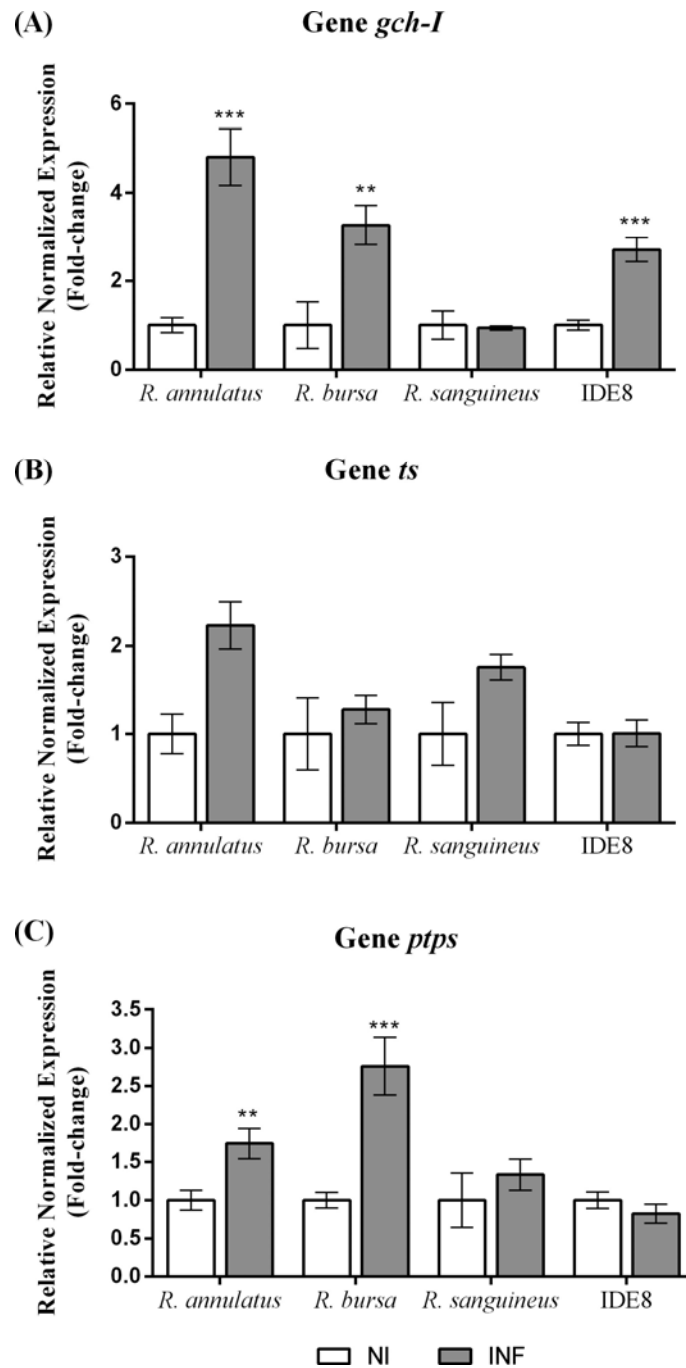 (A)
Gene gch-I
Relative Normalized Expression
(Fold-change)
6
4
2
0
***
**
***
R. annulatus R. bursa R. sanguineus IDE8
(B)
Gene ts
Relative Normalized Expression
(Fold-change)
3
2
1
0
R. annulatus R. bursa R. sanguineus IDE8
(C)
Gene ptps
Relative Normalized Expression
(Fold-change)
3.5
3.0
2.5
2.0
1.5
1.0
0.5
0.0
**
***
R. annulatus R. bursa R. sanguineus IDE8
NI INF